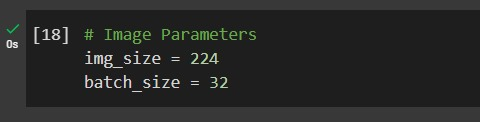 [18] # Image Parameters
0s img_size = 224
batch_size = 32